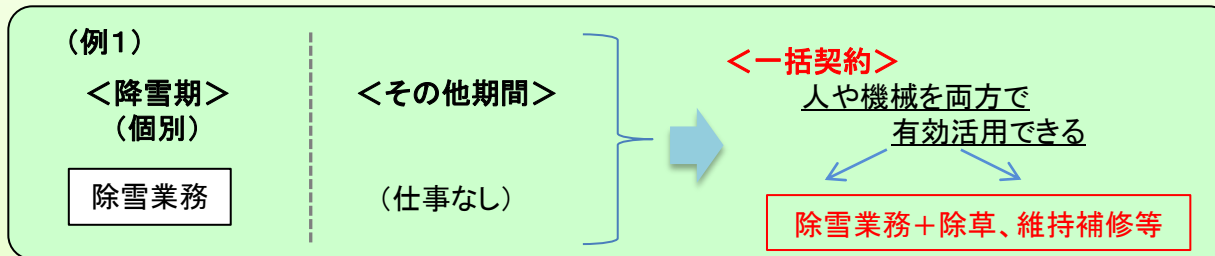 （例１）
＜降雪期＞
（個別）
除雪業務
＜その他期間＞
（仕事なし）
＜一括契約＞
人や機械を両方で
有効活用できる
除雪業務＋除草、維持補修等